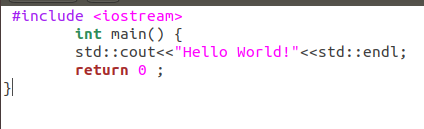 #include <iostream>
int main() {
std::cout<<"Hello World!"<<std::endl;
return 0 ;
}